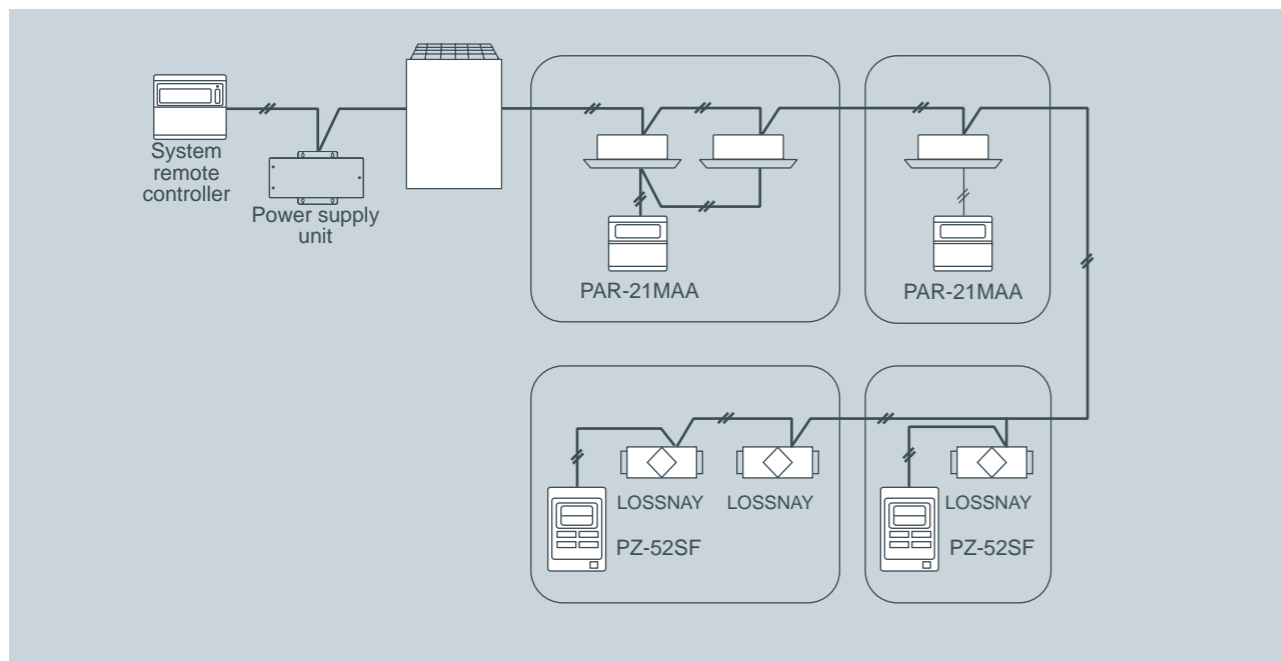 System
remote
controller
Power supply
unit
PAR-21MAA
PAR-21MAA
LOSSNAY
LOSSNAY
LOSSNAY
PZ-52SF
PZ-52SF